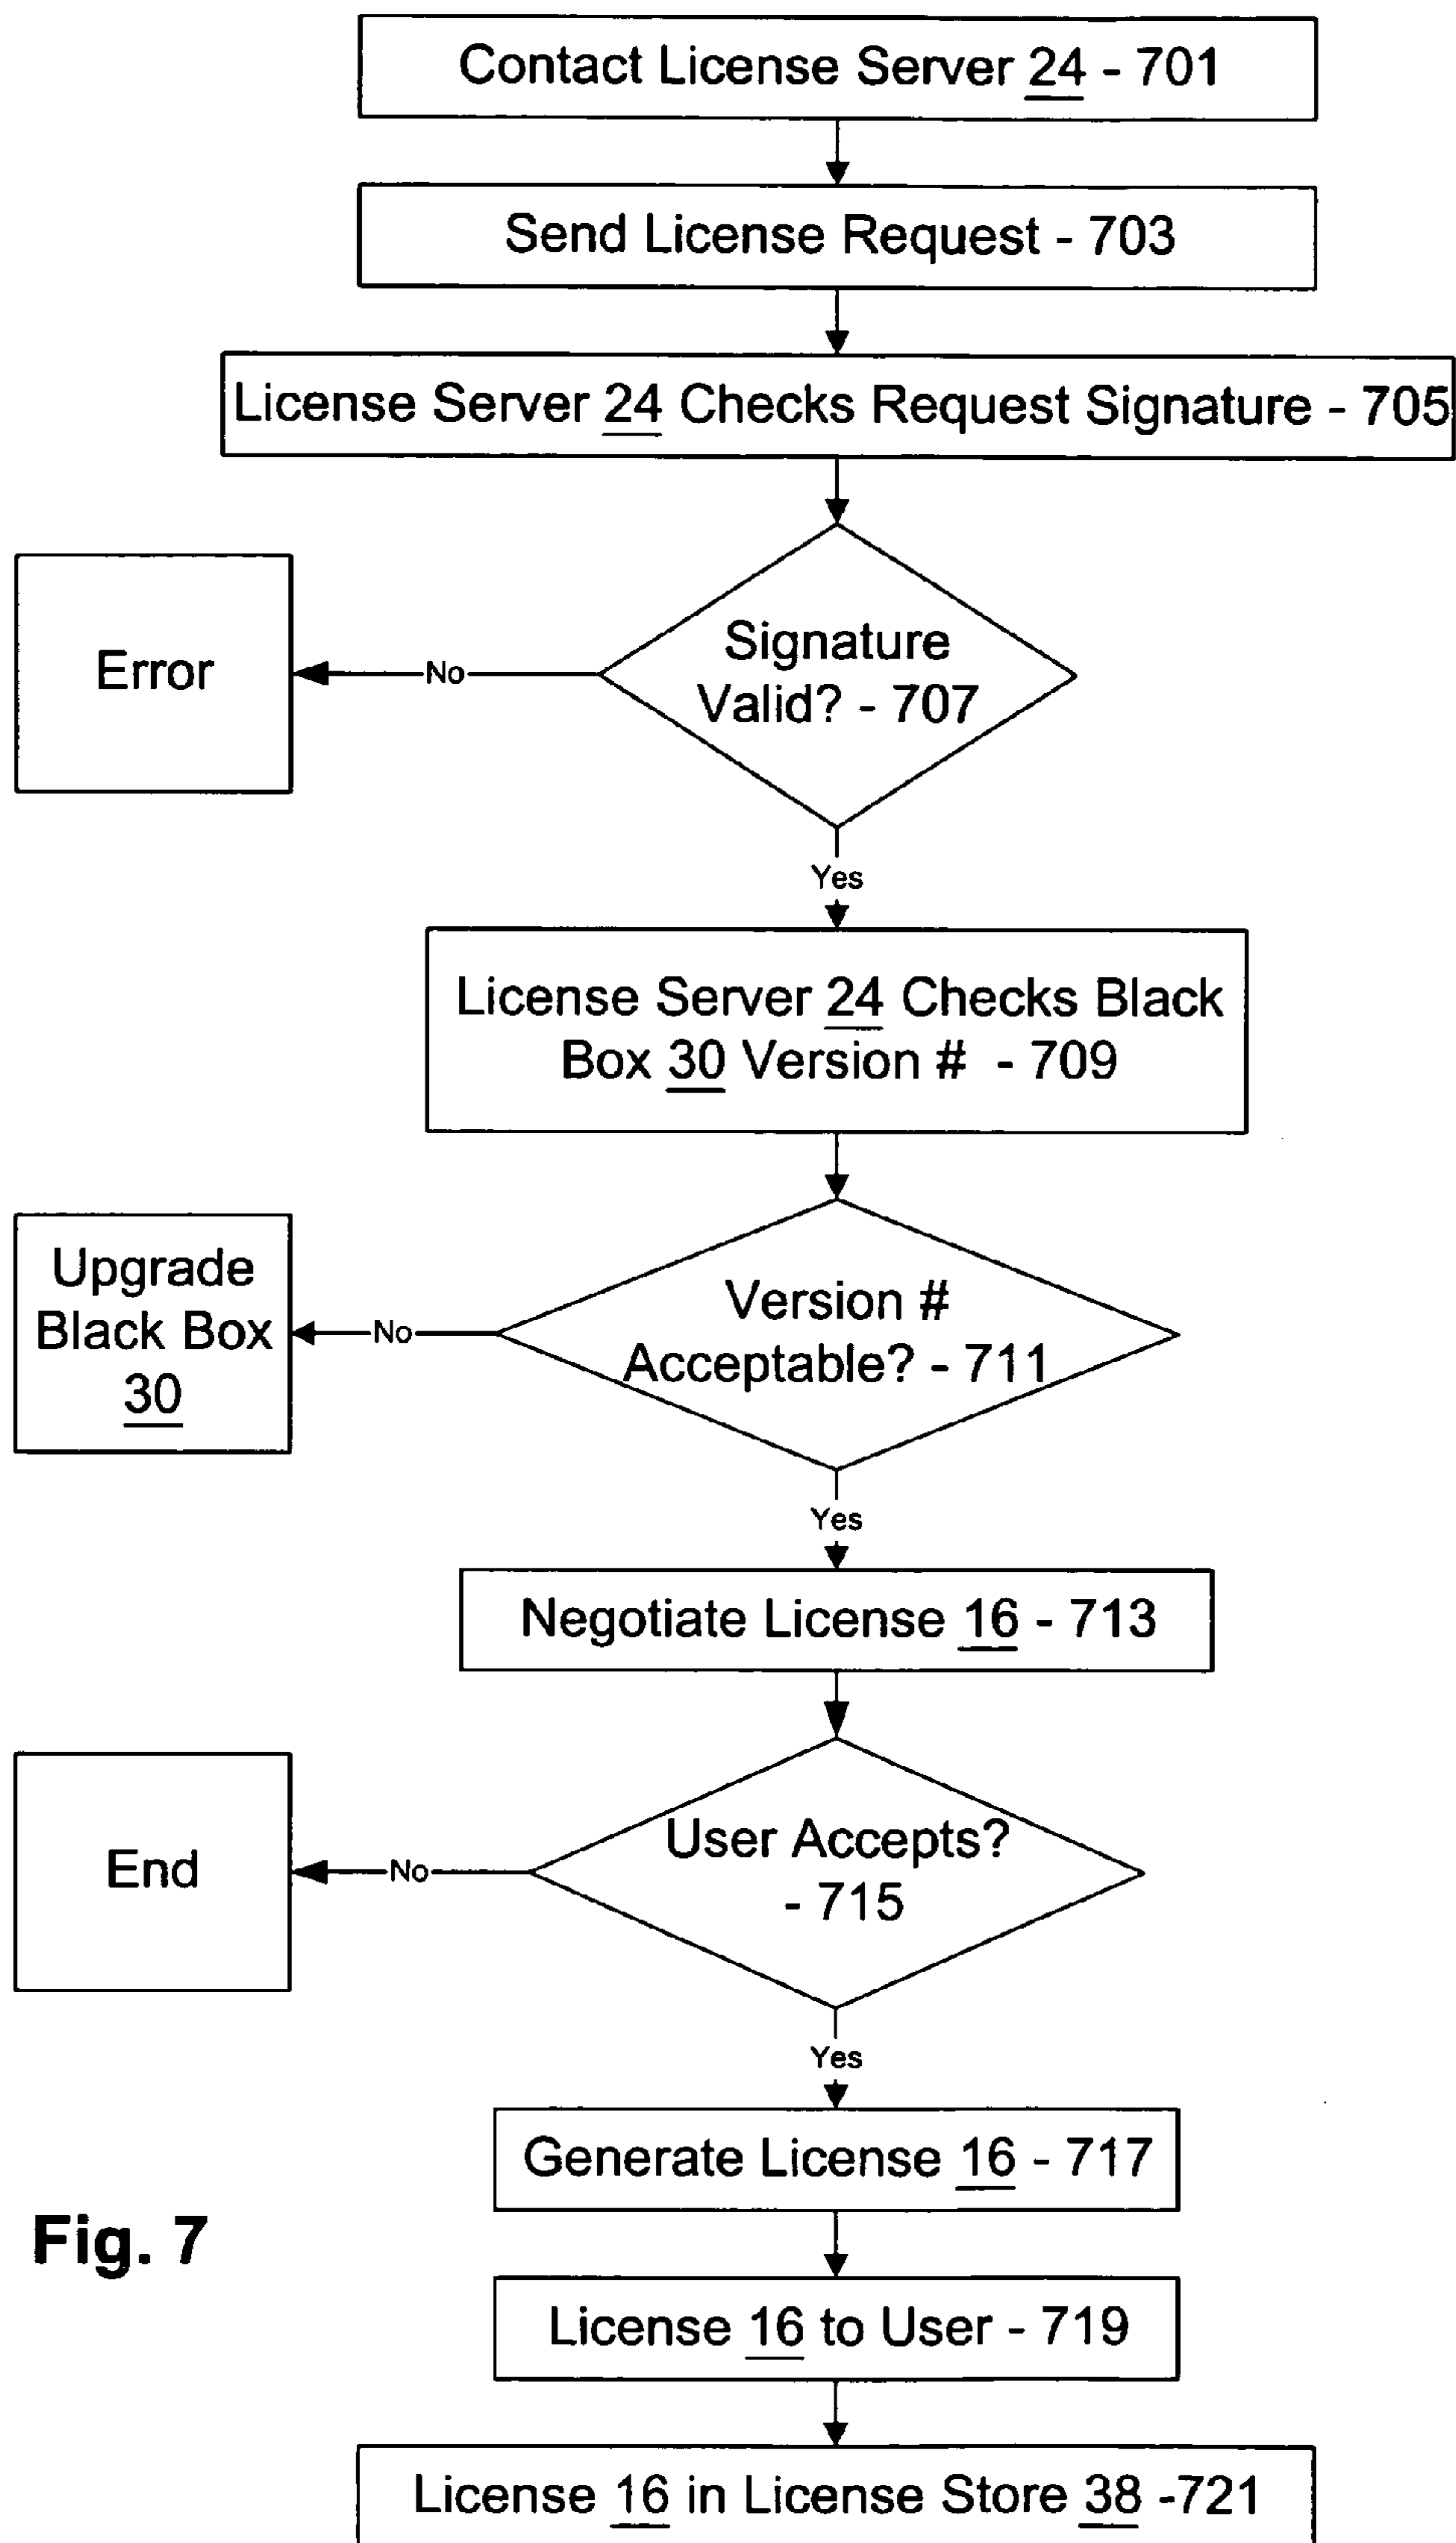 Contact License Server 24 - 701
Send License Request - 703
License Server 24 Checks Request Signature - 705
Signature
Valid? - 707
No
Error
Yes
License Server 24 Checks Black
Box 30 Version # - 709
Version #
Acceptable? - 711
No
Upgrade
Black Box
30
Yes
Negotiate License 16 - 713
User Accepts?
- 715
No
End
Yes
Generate License 16 - 717
Fig. 7
License 16 to User - 719
License 16 in License Store 38 -721